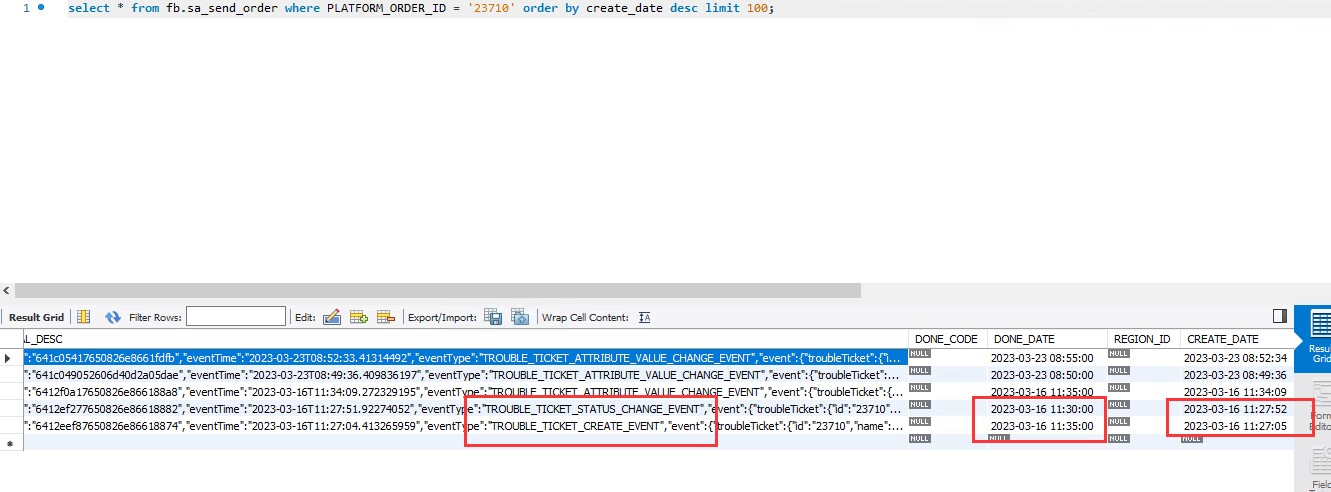 1 select * from fb.sa_send_order where PLATFORM_ORDER_ID = '23710' order by create_date desc limit 100;
Result Grid Filter Rows: Edit: Export/Import: Wrap Cell Content:
L_DESC DONE_CODE DONE_DATE REGION_ID CREATE_DATE
":"641c05417650826e8661fdfb","eventTime":"2023-03-23T08:52:33.41314492","eventType":"TROUBLE_TICKET_ATTRIBUTE_VALUE_CHANGE_EVENT","event":{"troubleTicket":{"i... NULL 2023-03-23 08:55:00 NULL 2023-03-23 08:52:34
":"641c049052606d40d2a05dae","eventTime":"2023-03-23T08:49:36.409836197","eventType":"TROUBLE_TICKET_ATTRIBUTE_VALUE_CHANGE_EVENT","event":{"troubleTicket":{... NULL 2023-03-23 08:50:00 NULL 2023-03-23 08:49:36
":"6412f0a17650826e866188a8","eventTime":"2023-03-16T11:34:09.272329195","eventType":"TROUBLE_TICKET_ATTRIBUTE_VALUE_CHANGE_EVENT","event":{"troubleTicket":{... NULL 2023-03-16 11:35:00 NULL 2023-03-16 11:34:09
":"6412ef277650826e86618882","eventTime":"2023-03-16T11:27:51.92274052","eventType":"TROUBLE_TICKET_STATUS_CHANGE_EVENT","event":{"troubleTicket":{"id":"23710"... NULL 2023-03-16 11:30:00 NULL 2023-03-16 11:27:52
":"6412eef87650826e86618874","eventTime":"2023-03-16T11:27:04.413265959","eventType":"TROUBLE_TICKET_CREATE_EVENT","event":{"troubleTicket":{"id":"23710","name":... NULL 2023-03-16 11:35:00 NULL 2023-03-16 11:27:05
NULL NULL NULL NULL
Resul
Grid
Form
Editor
Field